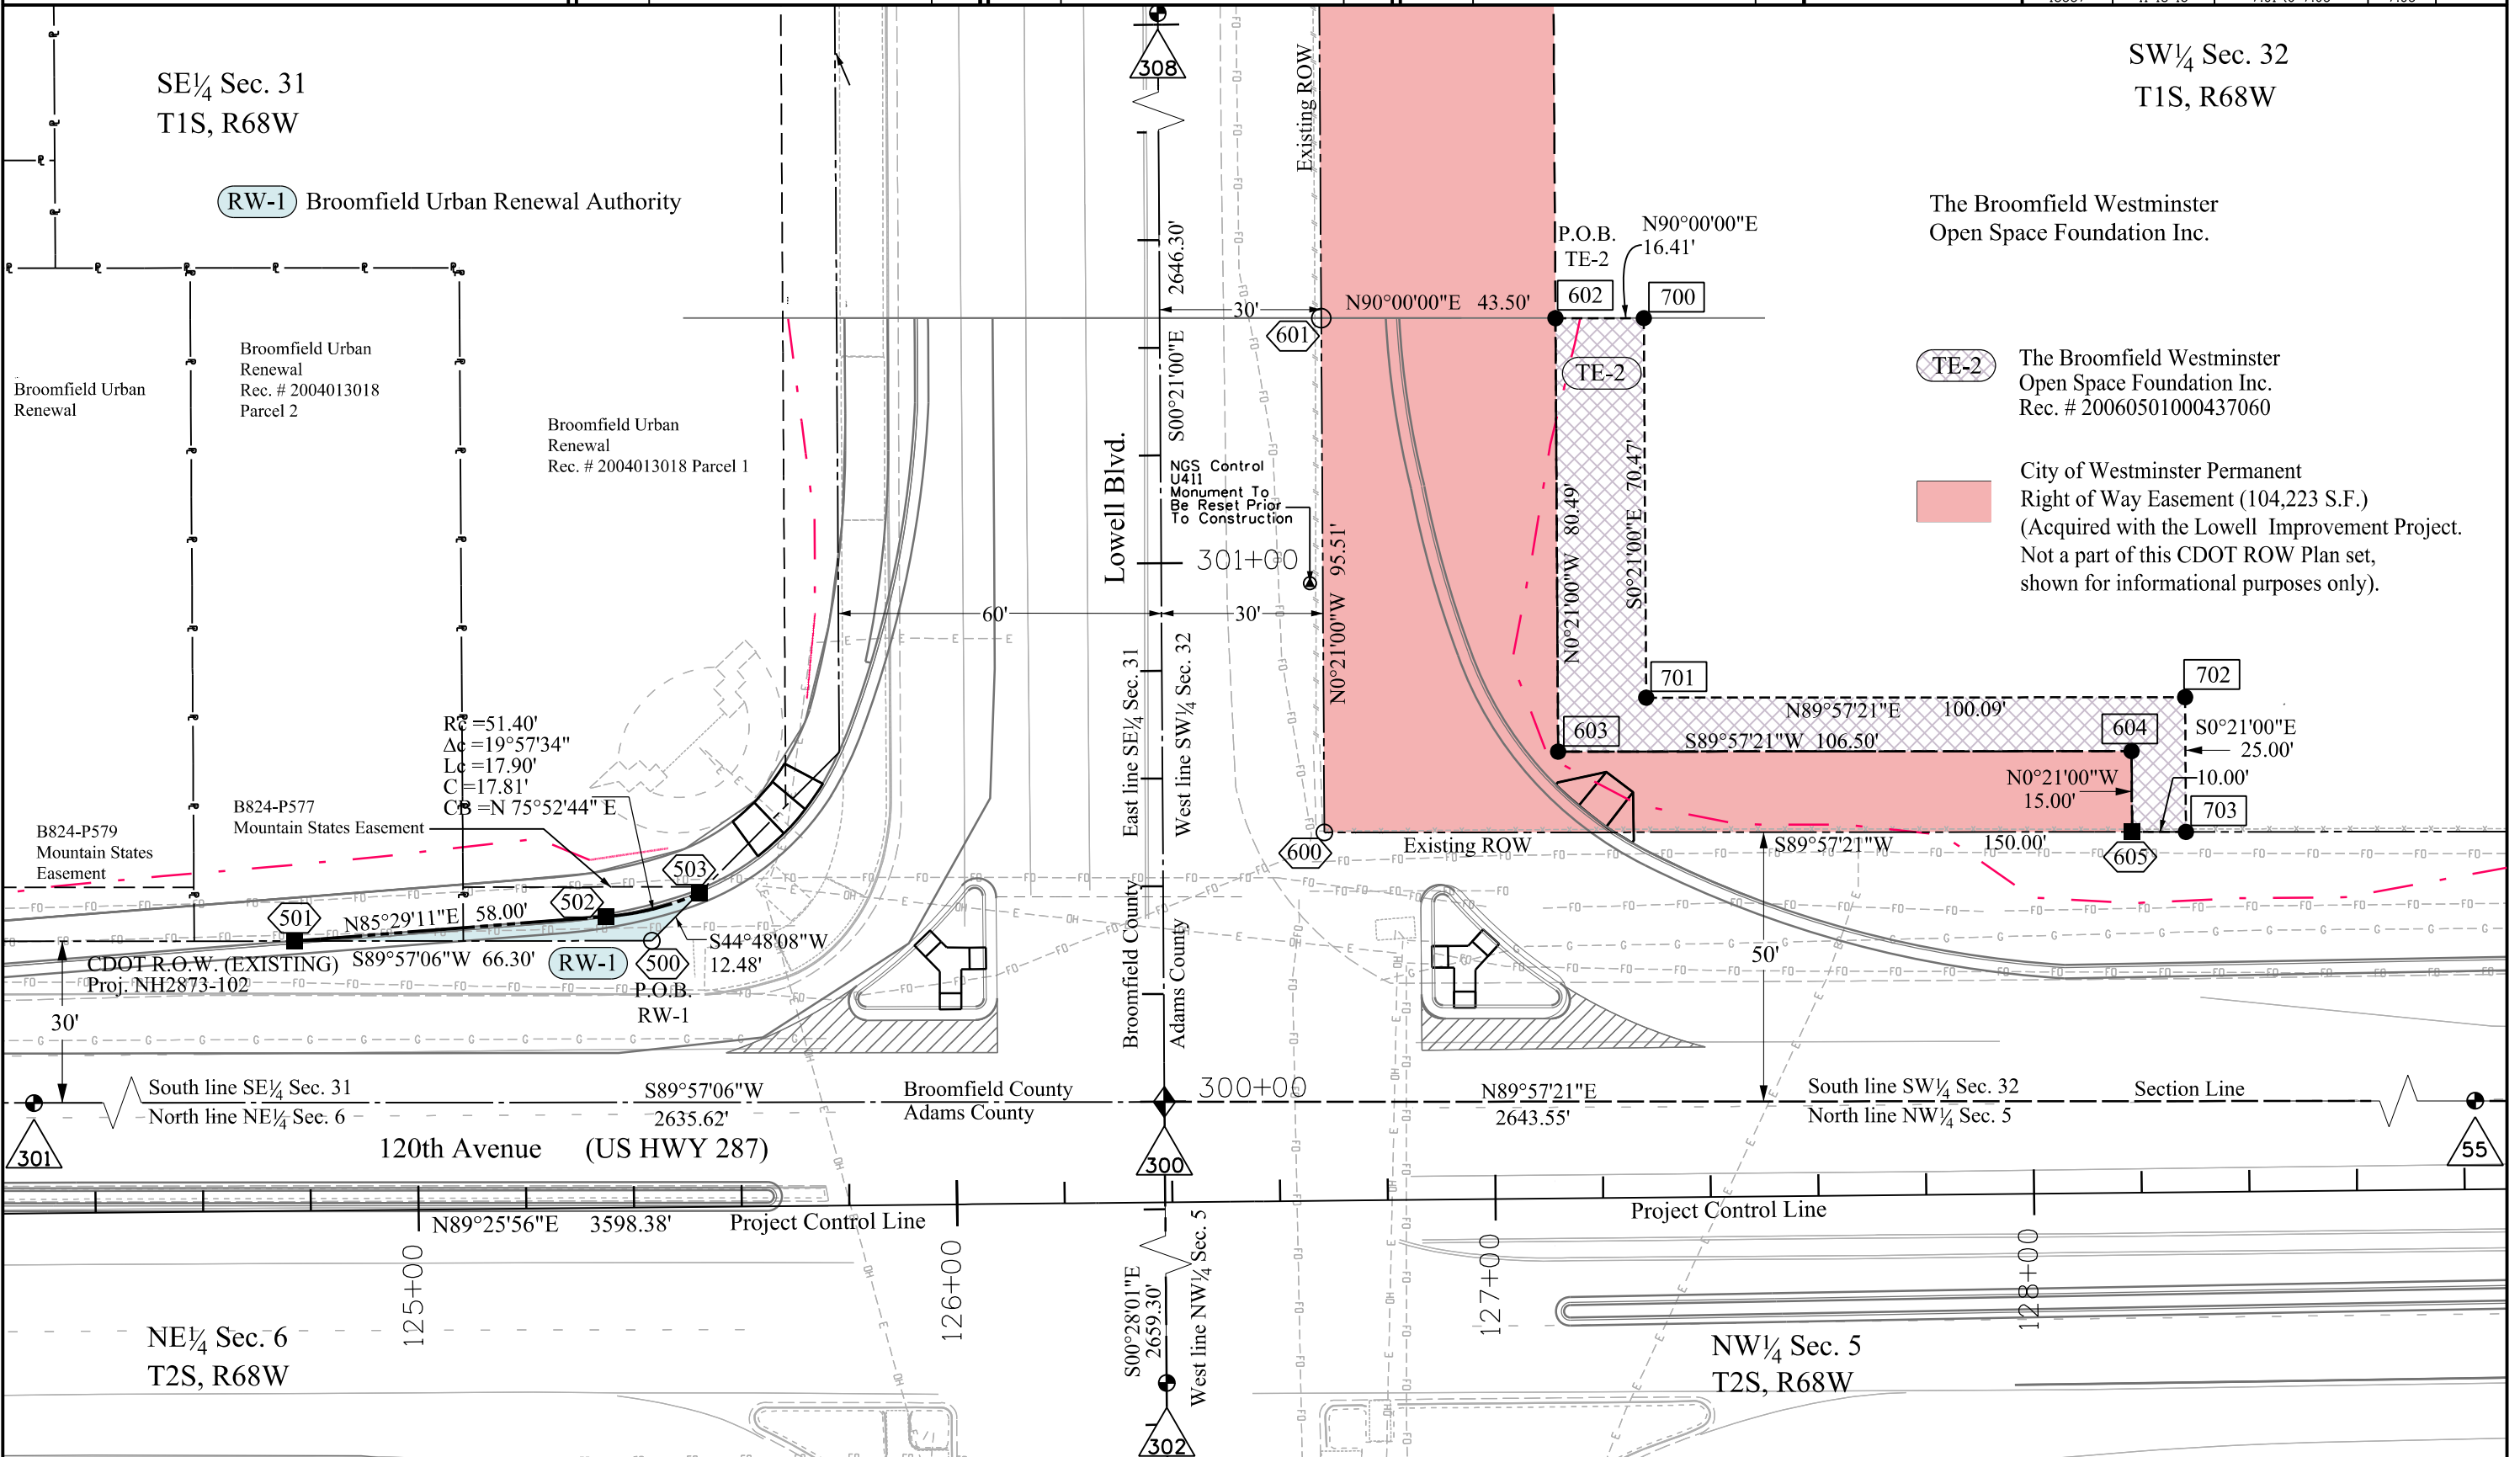 SE¼ Sec. 31
T1S, R68W
RW-1 Broomfield Urban Renewal Authority
308
Existing ROW
SW¼ Sec. 32
T1S, R68W
The Broomfield Westminster
Open Space Foundation Inc.
P.O.B.
TE-2
N90°00'00"E
16.41'
2646.30'
S00°21'00"E
30'
N90°00'00"E 43.50'
602
700
601
TE-2
TE-2
The Broomfield Westminster
Open Space Foundation Inc.
Rec. # 20060501000437060
Broomfield Urban
Renewal
Broomfield Urban
Renewal
Rec. # 2004013018
Parcel 2
Broomfield Urban
Renewal
Rec. # 2004013018 Parcel 1
Lowell Blvd.
NGS Control
U411
Monument To
Be Reset Prior
To Construction
301+00
City of Westminster Permanent
Right of Way Easement (104,223 S.F.)
(Acquired with the Lowell Improvement Project.
Not a part of this CDOT ROW Plan set,
shown for informational purposes only).
N0°21'00"W 95.51'
N0°21'00"W 80.49'
S0°21'00"E 70.47'
60'
30'
East line SE¼ Sec. 31
West line SW¼ Sec. 32
701
702
N89°57'21"E 100.09'
603
604
S89°57'21"W 106.50'
S0°21'00"E
25.00'
N0°21'00"W
15.00'
10.00'
703
Rc =51.40'
Δc =19°57'34"
Lc =17.90'
C =17.81'
CB =N 75°52'44" E
B824-P577
Mountain States Easement
B824-P579
Mountain States
Easement
600
Existing ROW
S89°57'21"W 150.00'
605
503
502
501
N85°29'11"E 58.00'
S44°48'08"W
12.48'
CDOT R.O.W. (EXISTING)
Proj. NH2873-102
S89°57'06"W 66.30'
RW-1
500
P.O.B.
RW-1
30'
50'
Broomfield County
Adams County
South line SE¼ Sec. 31
North line NE¼ Sec. 6
S89°57'06"W
2635.62'
Broomfield County
Adams County
300+00
N89°57'21"E
2643.55'
South line SW¼ Sec. 32
North line NW¼ Sec. 5
Section Line
301
120th Avenue (US HWY 287)
300
55
N89°25'56"E 3598.38'
Project Control Line
Project Control Line
125+00
126+00
127+00
128+00
S00°28'01"E
2659.30'
West line NW¼ Sec. 5
NE¼ Sec. 6
T2S, R68W
NW¼ Sec. 5
T2S, R68W
302